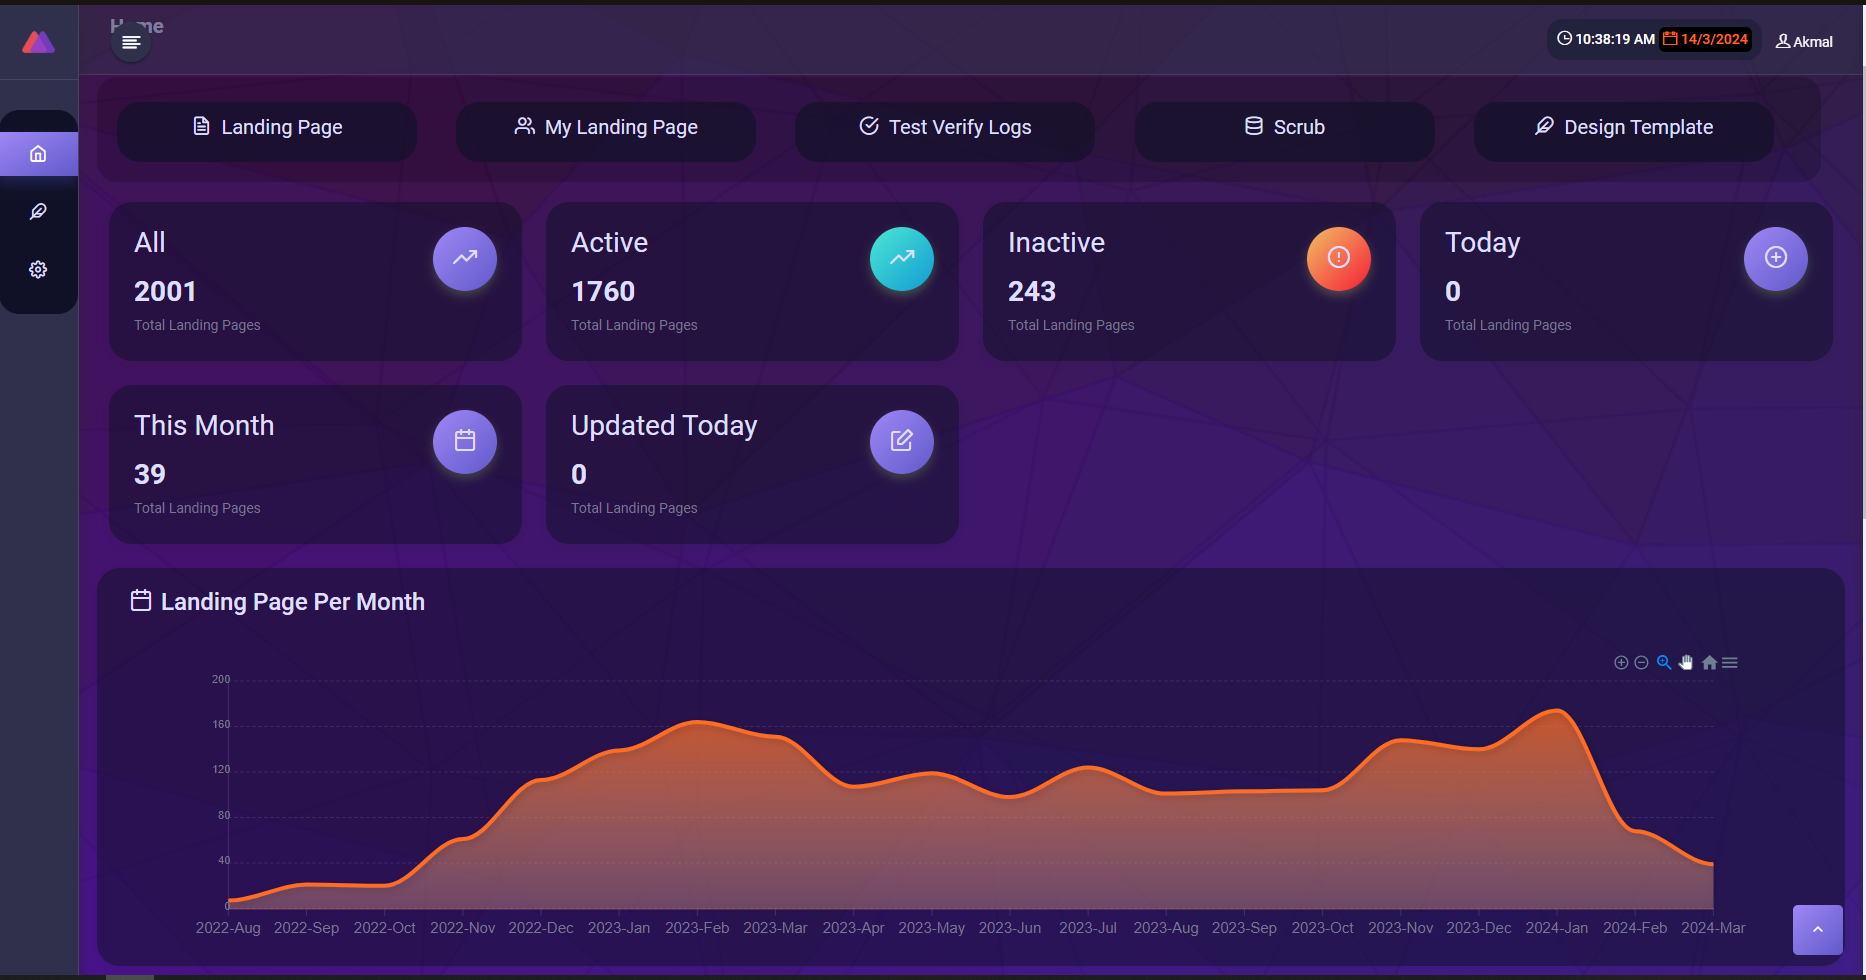 Home
10:38:19 AM 14/3/2024 Akmal
Landing Page My Landing Page Test Verify Logs Scrub Design Template
All
2001
Total Landing Pages
Active
1760
Total Landing Pages
Inactive
243
Total Landing Pages
Today
0
Total Landing Pages
This Month
39
Total Landing Pages
Updated Today
0
Total Landing Pages
Landing Page Per Month
200
160
120
80
40
0
2022-Aug 2022-Sep 2022-Oct 2022-Nov 2022-Dec 2023-Jan 2023-Feb 2023-Mar 2023-Apr 2023-May 2023-Jun 2023-Jul 2023-Aug 2023-Sep 2023-Oct 2023-Nov 2023-Dec 2024-Jan 2024-Feb 2024-Mar